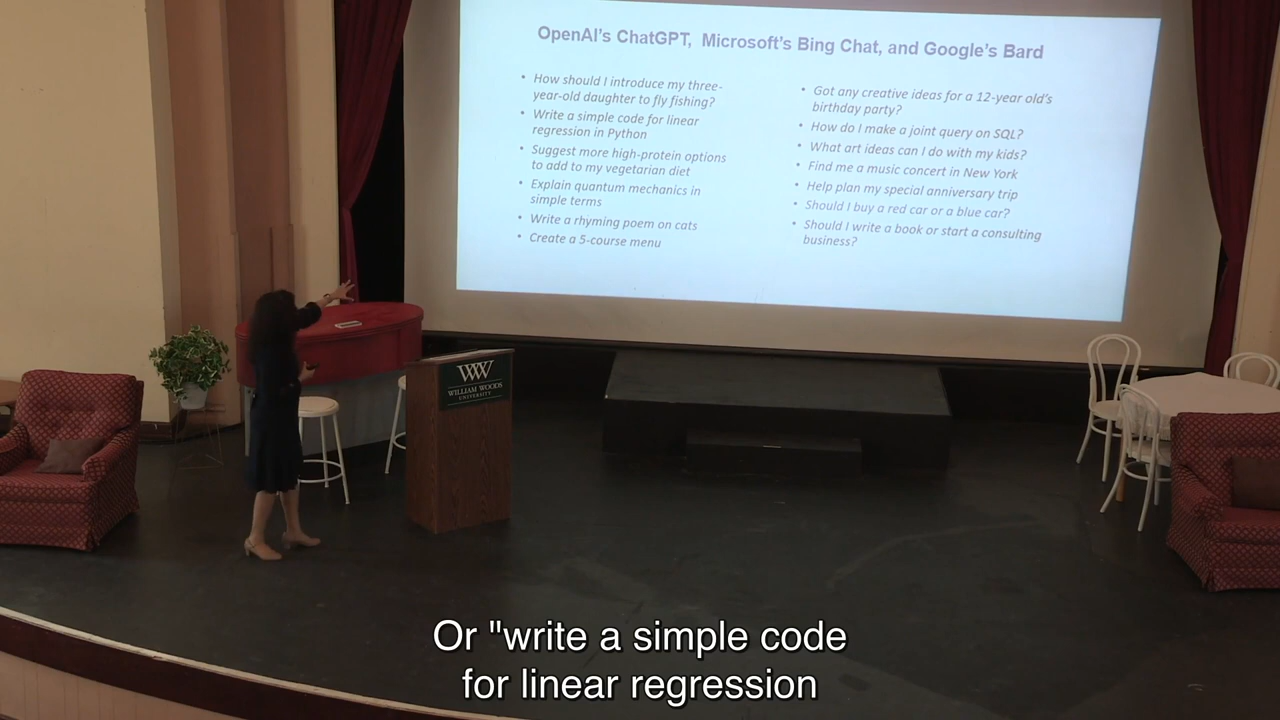 OpenAI's ChatGPT, Microsoft's Bing Chat, and Google's Bard
• How should I introduce my three-
year-old daughter to fly fishing?
• Write a simple code for linear
regression in Python
• Suggest more high-protein options
to add to my vegetarian diet
• Explain quantum mechanics in
simple terms
• Write a rhyming poem on cats
• Create a 5-course menu
• Got any creative ideas for a 12-year old's
birthday party?
• How do I make a joint query on SQL?
• What art ideas can I do with my kids?
• Find me a music concert in New York
• Help plan my special anniversary trip
• Should I buy a red car or a blue car?
• Should I write a book or start a consulting
business?
WW
WILLIAM WOODS
UNIVERSITY
Or "write a simple code
for linear regression